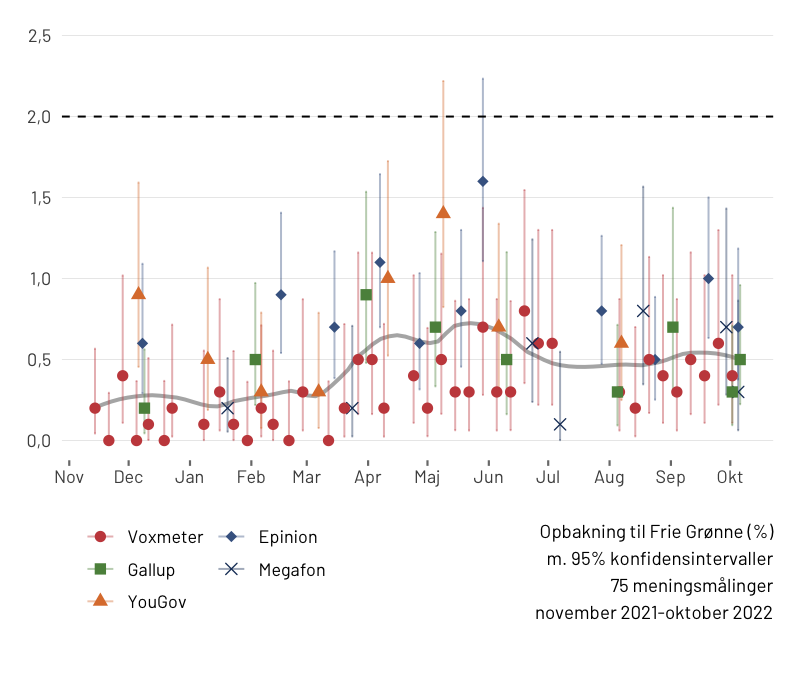 2,5
2,0
1,5
1,0
0,5
0,0
Nov Dec Jan Feb Mar Apr Maj Jun Jul Aug Sep Okt
Voxmeter Epinion
Gallup Megafon
YouGov
Opbakning til Frie Grønne (%)
m. 95% konfidensintervaller
75 meningsmålinger
november 2021-oktober 2022